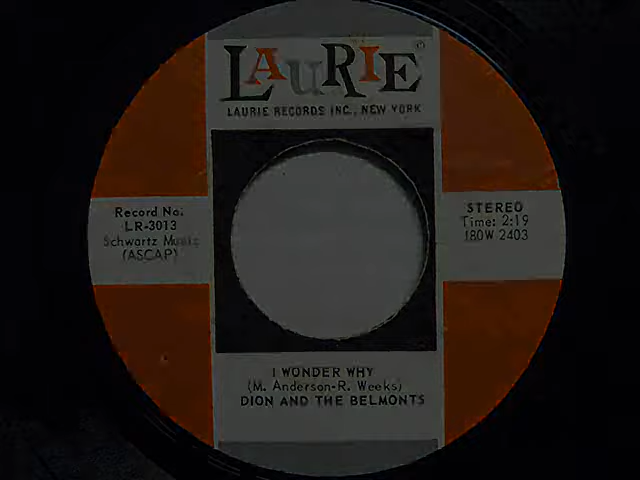 LAURIE®
LAURIE RECORDS INC., NEW YORK
Record No.
LR-3013
Schwartz Music
(ASCAP)
STEREO
Time: 2:19
180W 2403
I WONDER WHY
(M. Anderson-R. Weeks)
DION AND THE BELMONTS